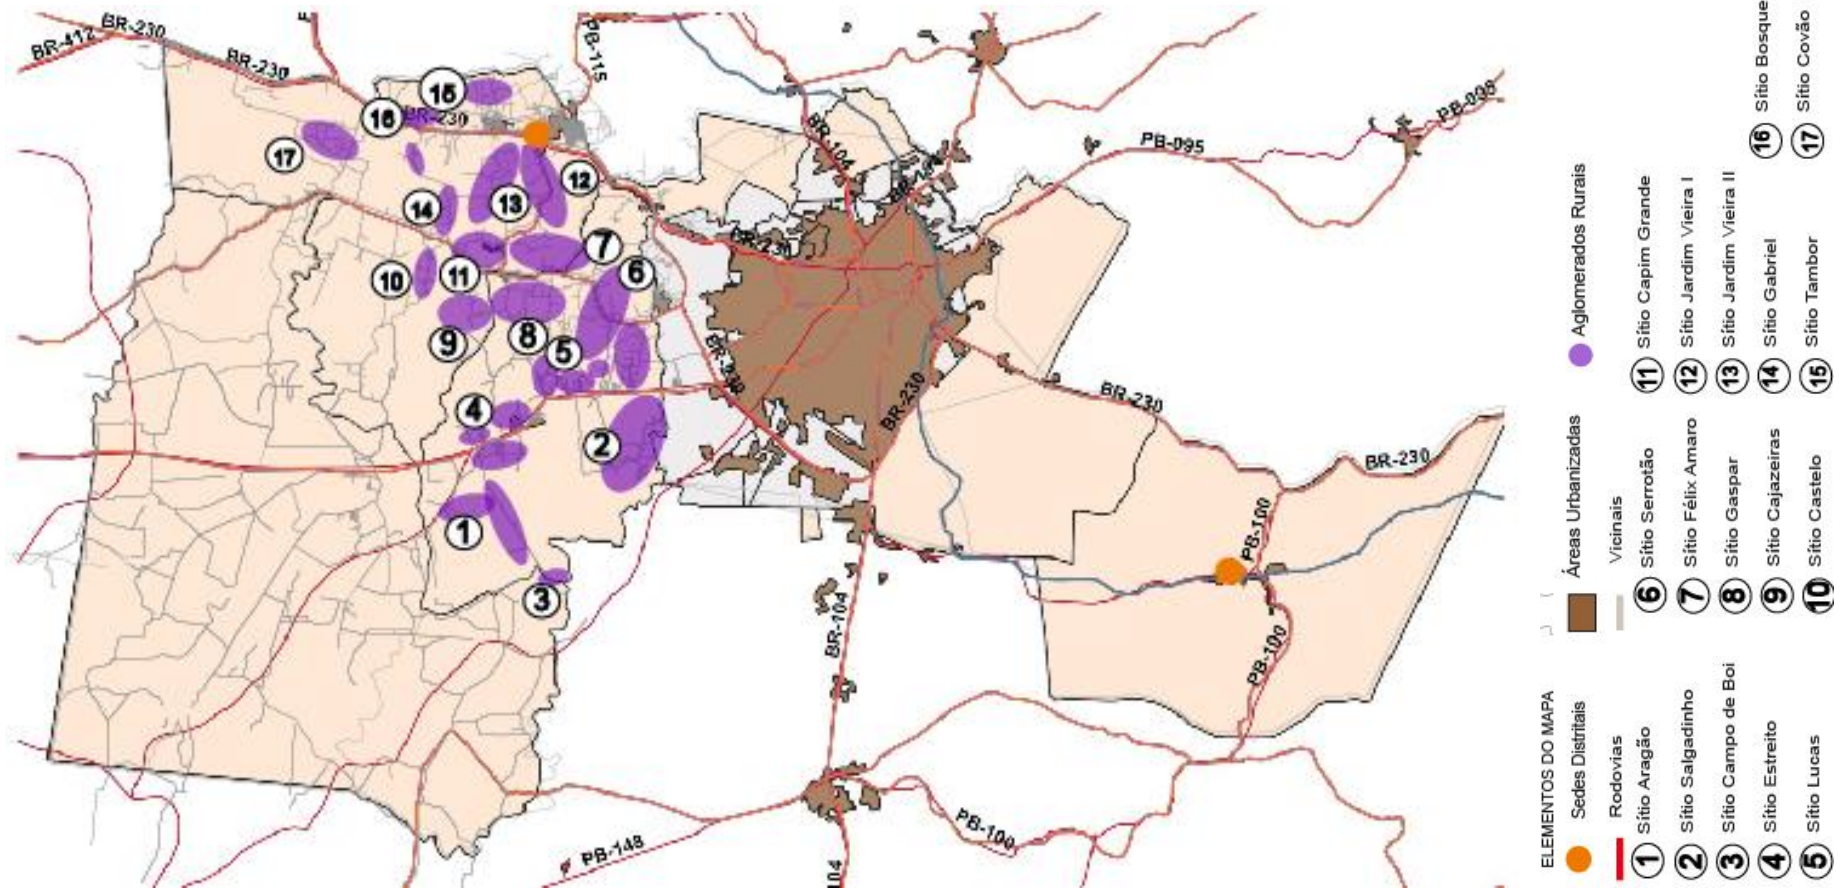 BR-412
BR-230
BR-230
PB-115
15
16
BR-230
17
12
13
14
BR-104
PB-095
PB-098
7
6
BR-230
10
11
9
8
5
BR-230
4
2
BR-230
BR-230
BR-230
1
3
PB-100
BR-104
PB-100
PB-148
PB-100
104
ELEMENTOS DO MAPA
Sedes Distritais
Áreas Urbanizadas
Aglomerados Rurais
Rodovias
Vicinais
1 Sítio Aragão
2 Sítio Salgadinho
3 Sítio Campo de Boi
4 Sítio Estreito
5 Sítio Lucas
6 Sítio Serrotão
7 Sítio Félix Amaro
8 Sítio Gaspar
9 Sítio Cajazeiras
10 Sítio Castelo
11 Sítio Capim Grande
12 Sítio Jardim Vieira I
13 Sítio Jardim Vieira II
14 Sítio Gabriel
15 Sítio Tambor
16 Sítio Bosque
17 Sítio Covão